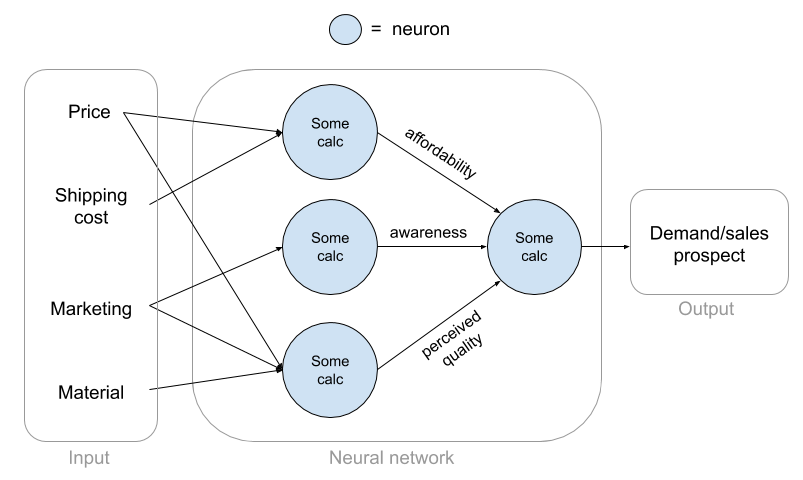 = neuron
Price
Shipping
cost
Marketing
Material
Input
Some
calc
Some
calc
Some
calc
affordability
awareness
perceived
quality
Some
calc
Neural network
Demand/sales
prospect
Output